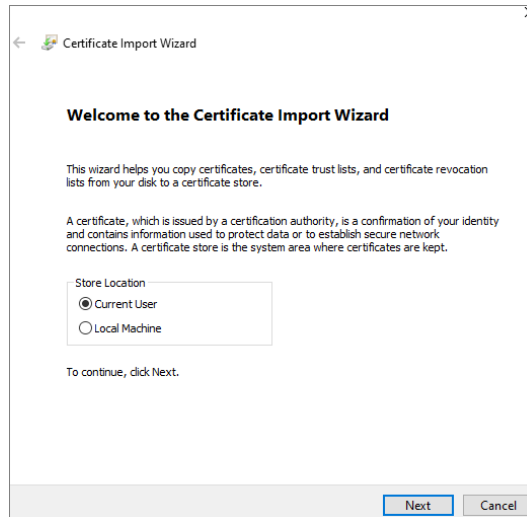 Certificate Import Wizard
Welcome to the Certificate Import Wizard
This wizard helps you copy certificates, certificate trust lists, and certificate revocation
lists from your disk to a certificate store.
A certificate, which is issued by a certification authority, is a confirmation of your identity
and contains information used to protect data or to establish secure network
connections. A certificate store is the system area where certificates are kept.
Store Location
Current User
Local Machine
To continue, click Next.
Next Cancel